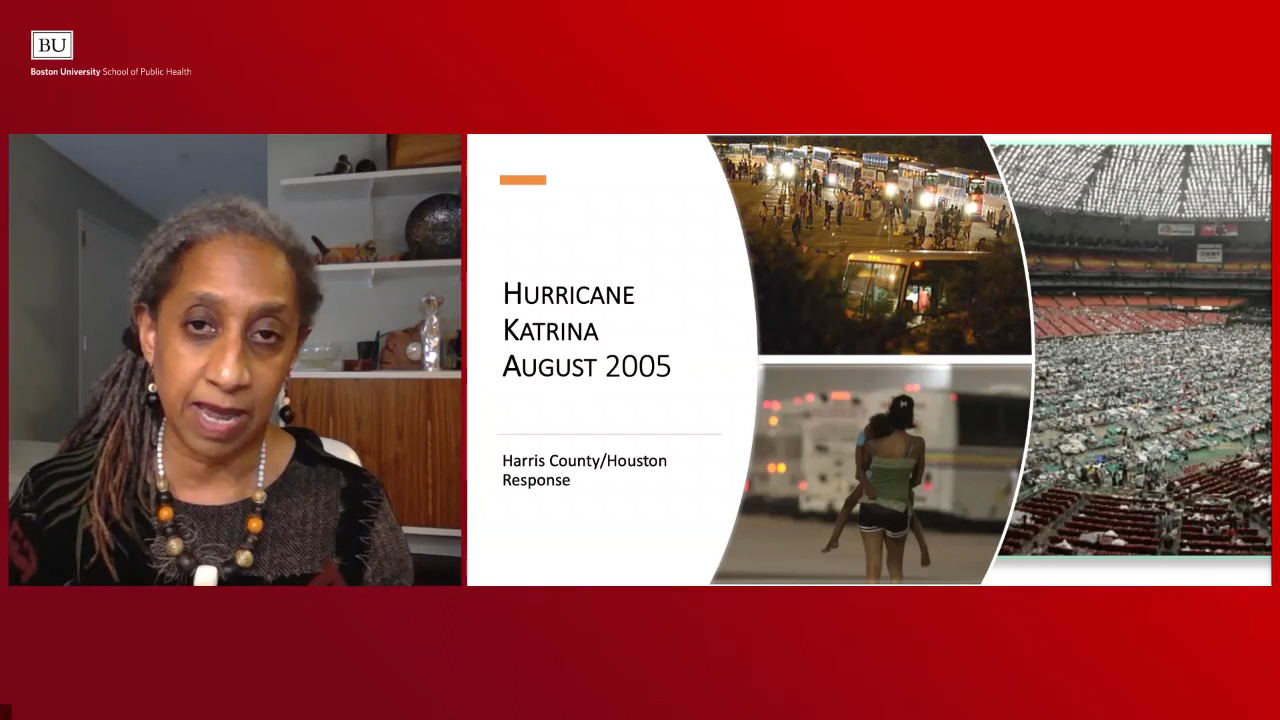 BU
Boston University School of Public Health
HURRICANE
KATRINA
AUGUST 2005
Harris County/Houston
Response